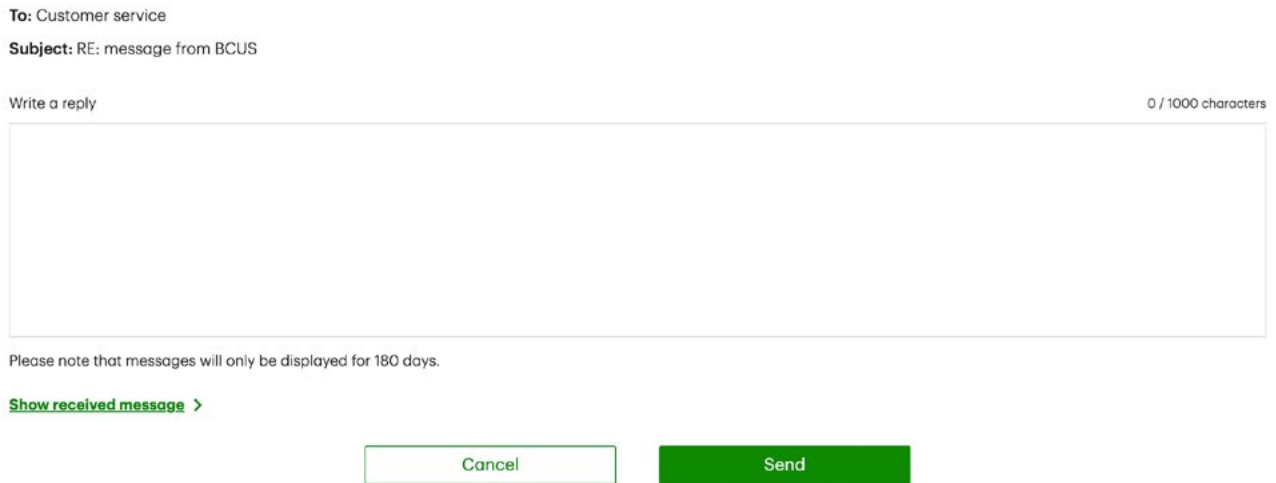 To: Customer service
Subject: RE: message from BCUS
Write a reply
0 / 1000 characters
Please note that messages will only be displayed for 180 days.
Show received message >
Cancel
Send